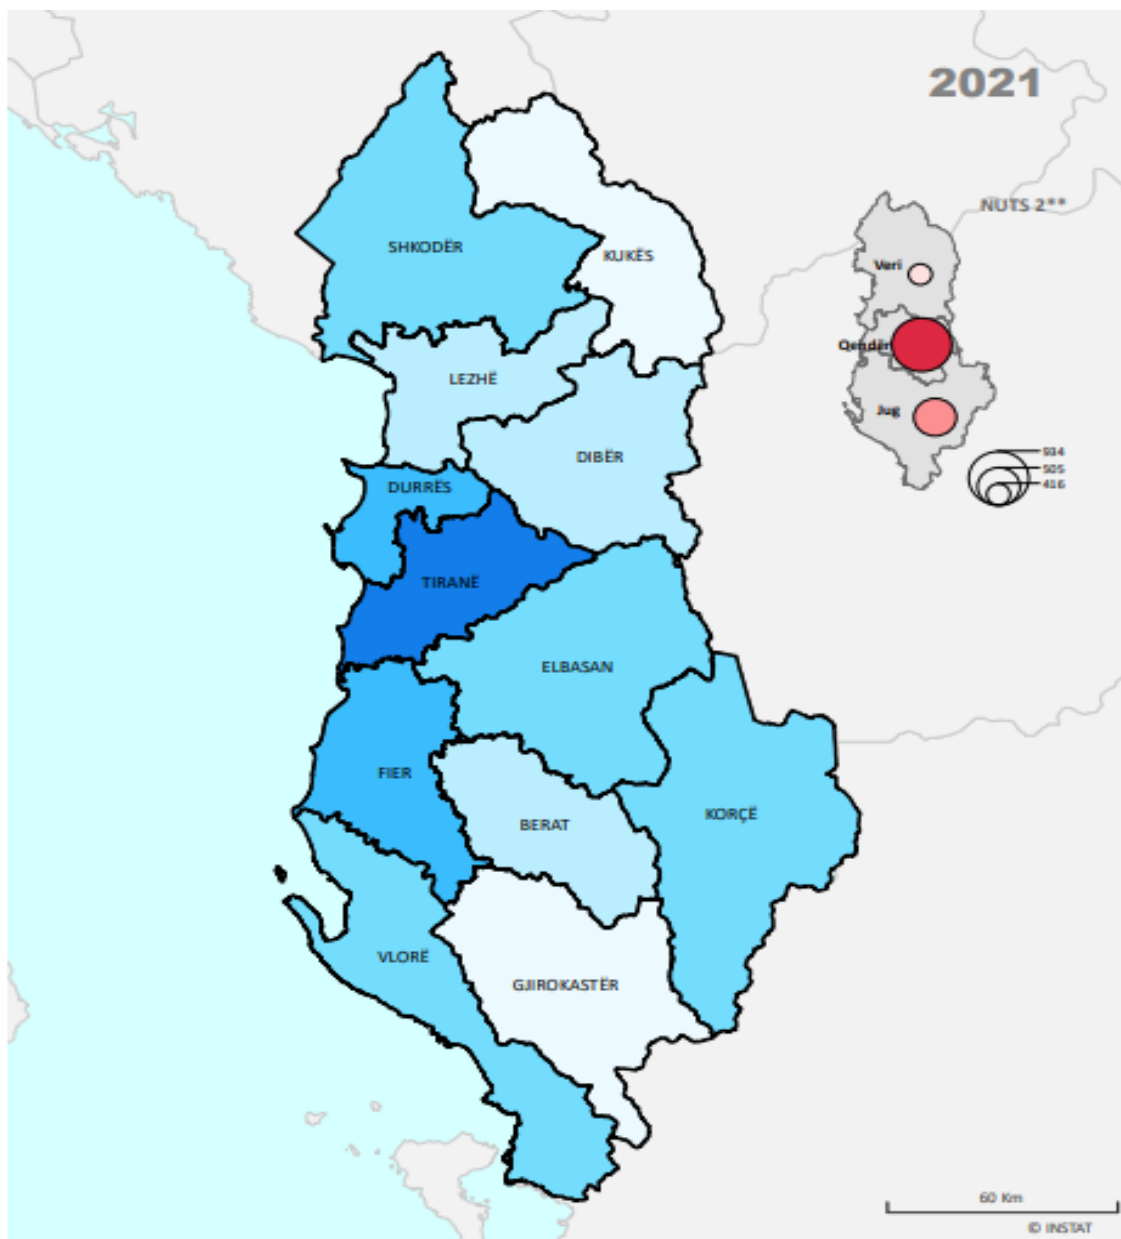 2021
NUTS 2**
SHKODËR
KUKËS
Veri
Qendër
LEZHË
Jug
DIBËR
934
505
416
DURRËS
TIRANË
ELBASAN
FIER
BERAT
KORÇË
VLORË
GJIROKASTËR
60 Km
© INSTAT